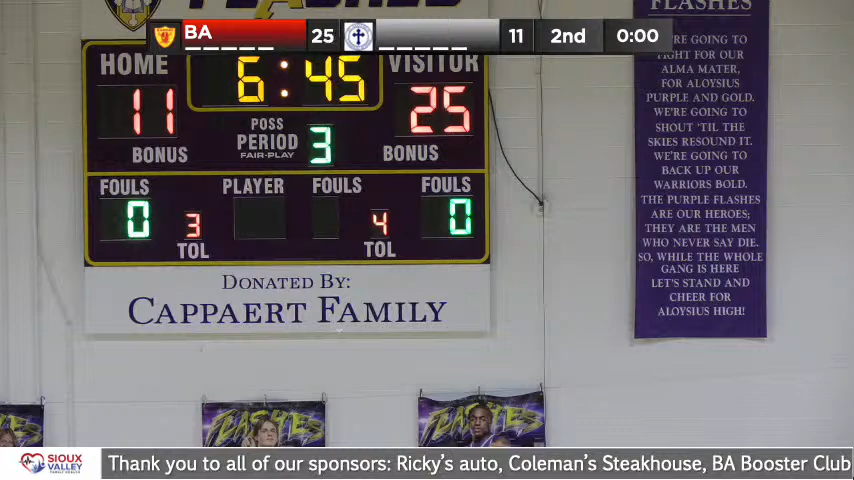 FLASHES
BA 25 11 2nd 0:00
HOME 6:45 VISITOR
11 25
POSS
PERIOD 3
FAIR-PLAY
BONUS BONUS
FOULS PLAYER FOULS FOULS
0 3 4 0
TOL TOL
DONATED BY:
CAPPAERT FAMILY
FLASHES
WE'RE GOING TO
FIGHT FOR OUR
ALMA MATER,
FOR ALOYSIUS
PURPLE AND GOLD.
WE'RE GOING TO
SHOUT 'TIL THE
SKIES RESOUND IT.
WE'RE GOING TO
BACK UP OUR
WARRIORS BOLD.
THE PURPLE FLASHES
ARE OUR HEROES;
THEY ARE THE MEN
WHO NEVER SAY DIE.
SO, WHILE THE WHOLE
GANG IS HERE
LET'S STAND AND
CHEER FOR
ALOYSIUS HIGH!
FLASHES
FLASHES
SIOUX
VALLEY
Thank you to all of our sponsors: Ricky's auto, Coleman's Steakhouse, BA Booster Club